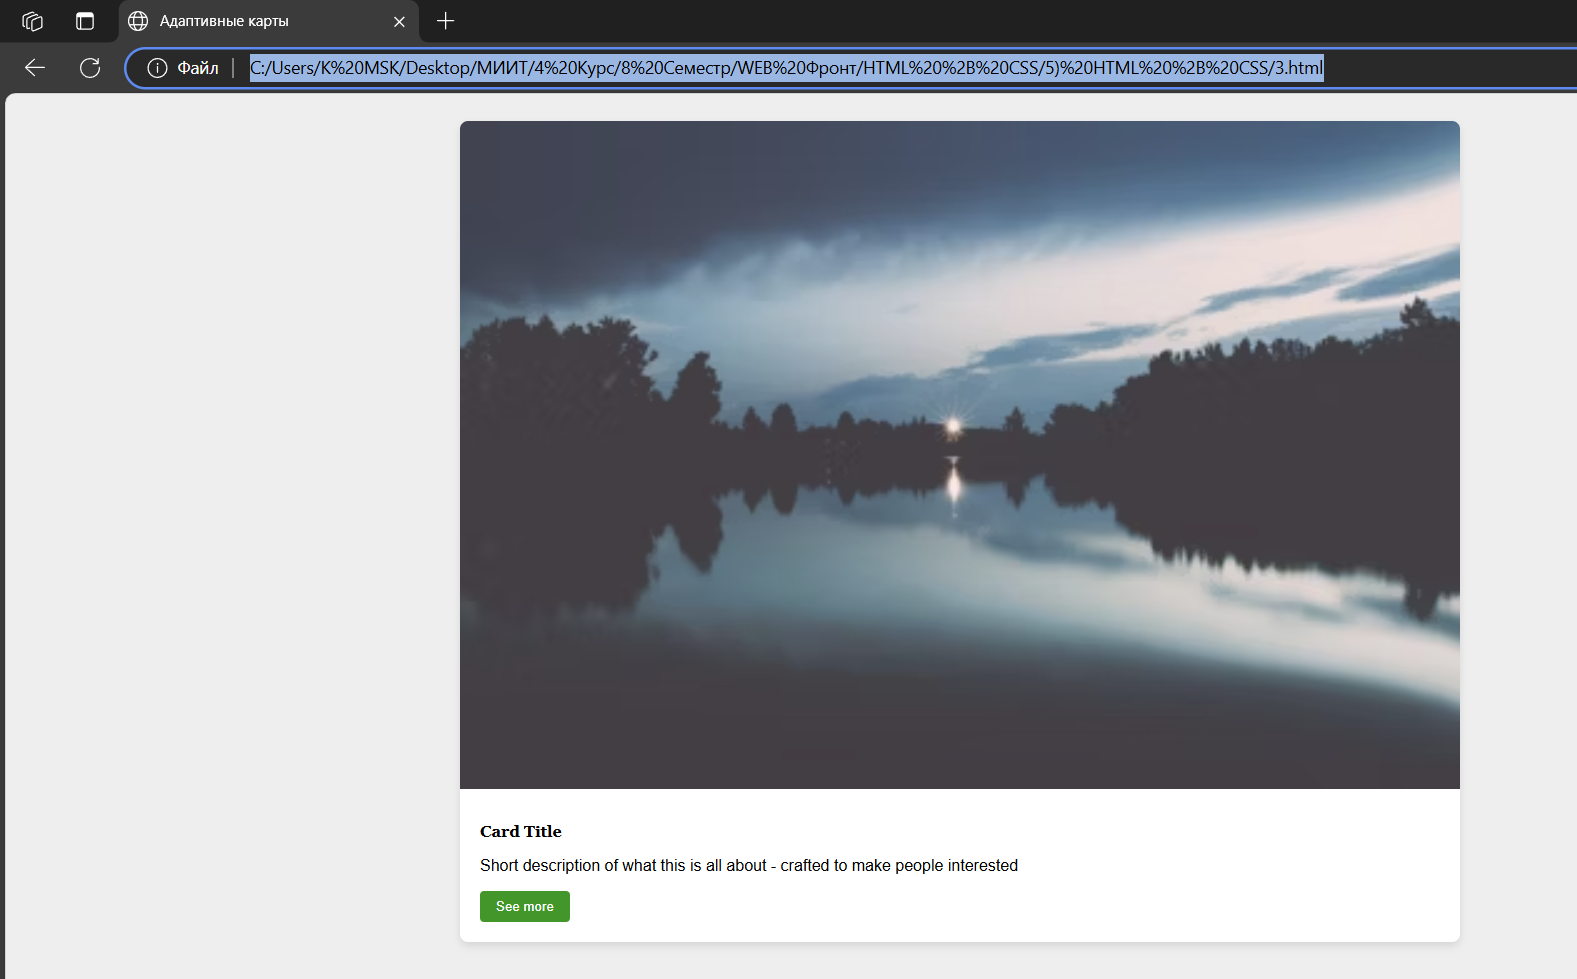 Адаптивные карты
Файл
C:/Users/K%20MSK/Desktop/МИИТ/4%20Курс/8%20Семестр/WEB%20Фронт/HTML%20%2B%20CSS/5)%20HTML%20%2B%20CSS/3.html
Card Title
Short description of what this is all about - crafted to make people interested
See more